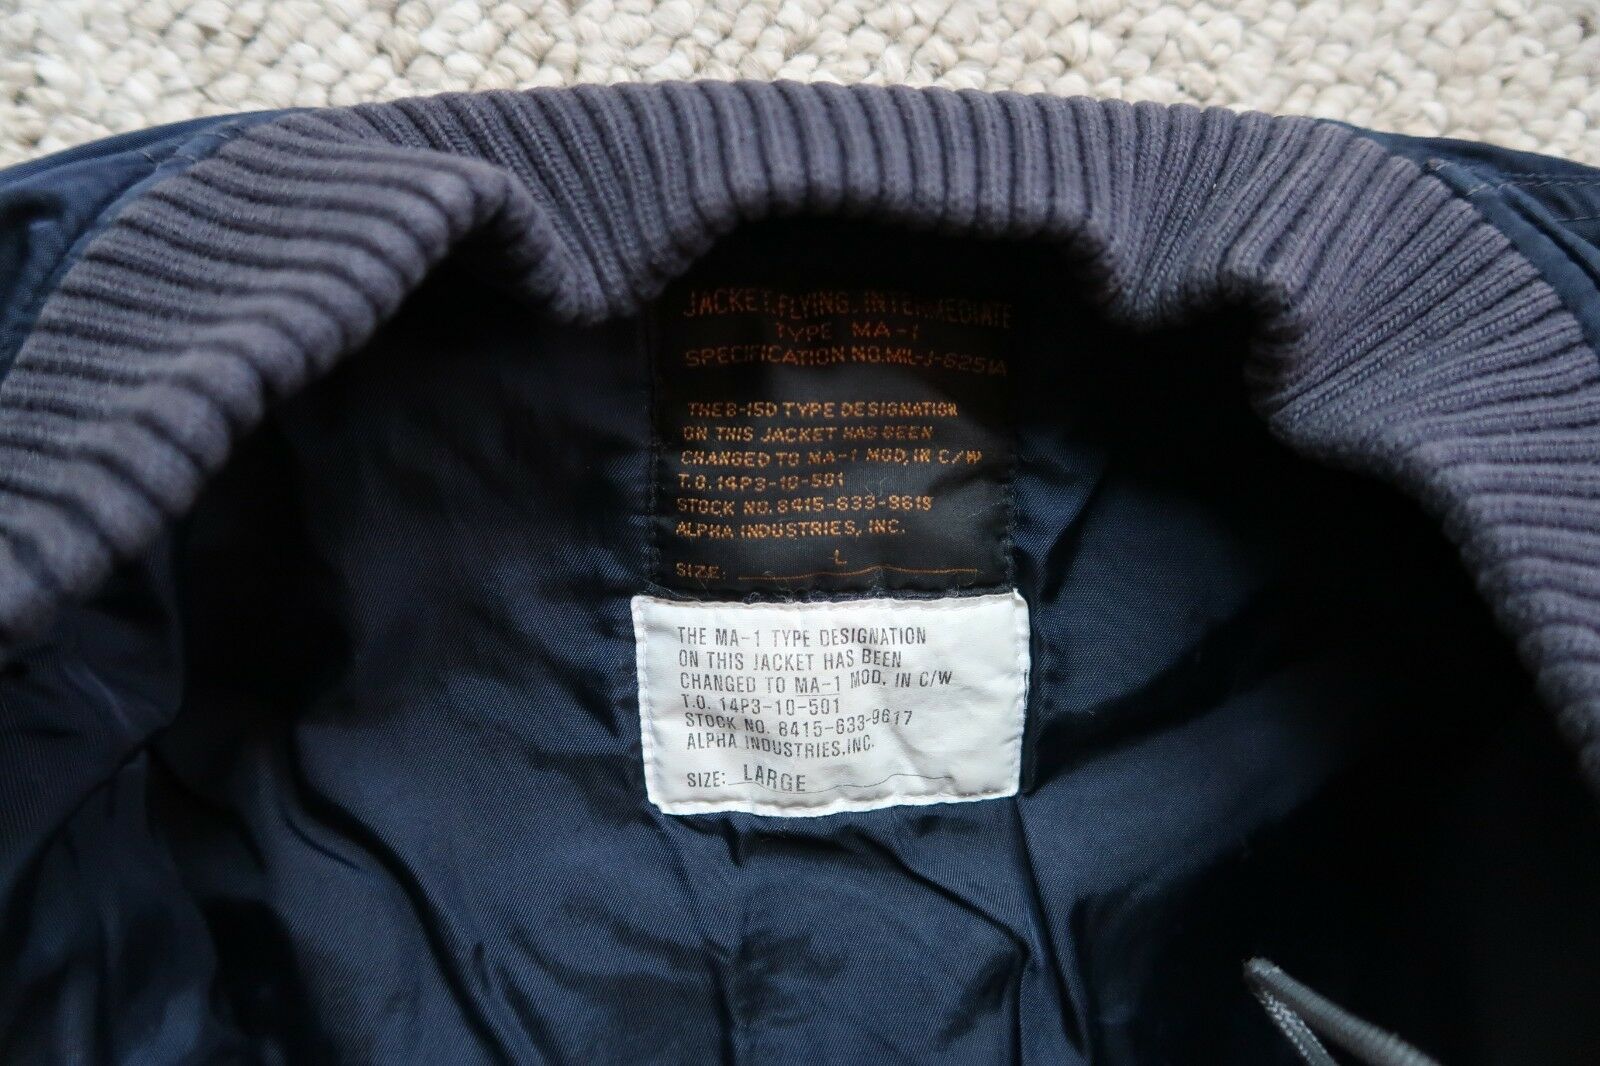 JACKET, FLYING, INTERMEDIATE
TYPE MA-1
SPECIFICATION NO. MIL-J-6251A
THE B-15D TYPE DESIGNATION
ON THIS JACKET HAS BEEN
CHANGED TO MA-1 MOD, IN C/W
T.O. 14P3-10-501
STOCK NO. 8415-633-9618
ALPHA INDUSTRIES, INC.
SIZE: L
THE MA-1 TYPE DESIGNATION
ON THIS JACKET HAS BEEN
CHANGED TO MA-1 MOD. IN C/W
T.O. 14P3-10-501
STOCK NO. 8415-633-9617
ALPHA INDUSTRIES, INC.
SIZE: LARGE